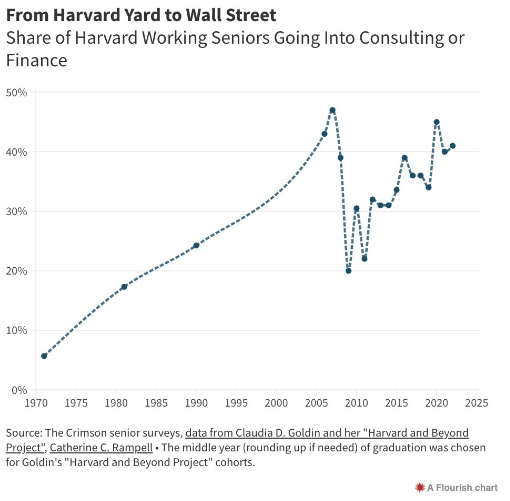 From Harvard Yard to Wall Street
Share of Harvard Working Seniors Going Into Consulting or
Finance
50%
40%
30%
20%
10%
0%
1970 1975 1980 1985 1990 1995 2000 2005 2010 2015 2020 2025
Source: The Crimson senior surveys, data from Claudia D. Goldin and her "Harvard and Beyond
Project", Catherine C. Rampell • The middle year (rounding up if needed) of graduation was chosen
for Goldin's "Harvard and Beyond Project" cohorts.
A Flourish chart